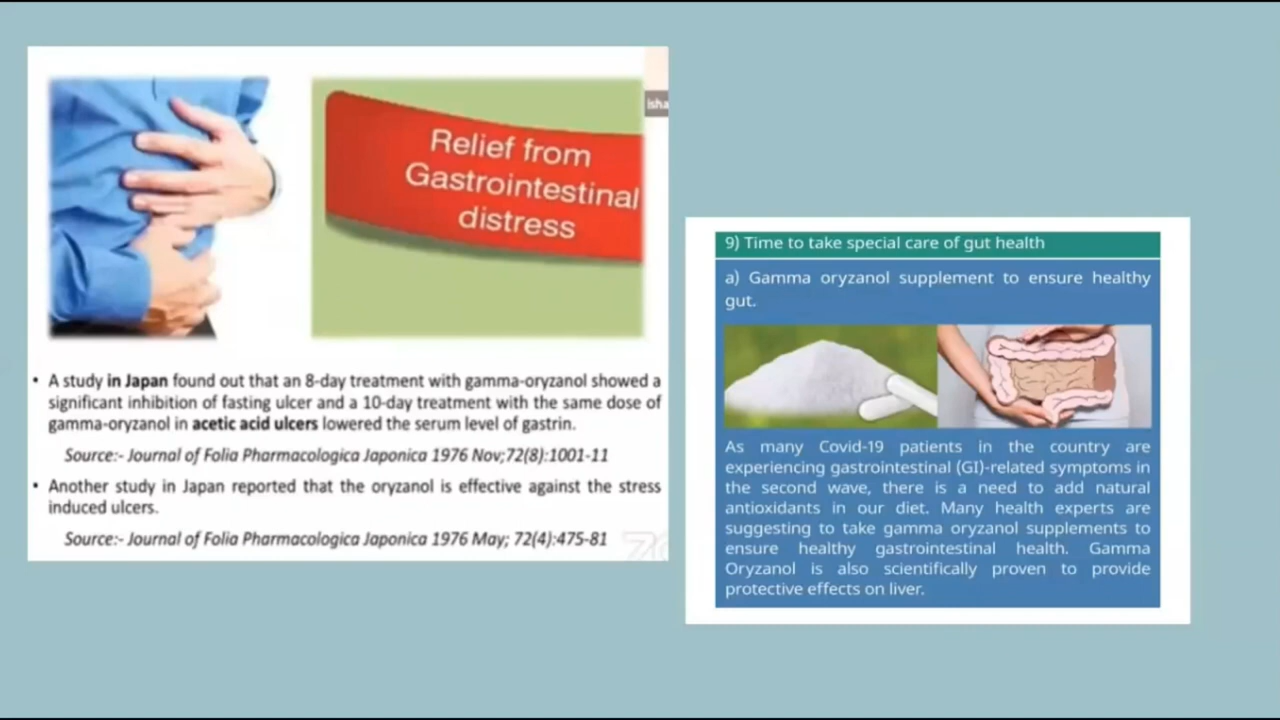 isha
Relief from
Gastrointestinal
distress
• A study in Japan found out that an 8-day treatment with gamma-oryzanol showed a
significant inhibition of fasting ulcer and a 10-day treatment with the same dose of
gamma-oryzanol in acetic acid ulcers lowered the serum level of gastrin.
Source:- Journal of Folia Pharmacologica Japonica 1976 Nov;72(8):1001-11
• Another study in Japan reported that the oryzanol is effective against the stress
induced ulcers.
Source:- Journal of Folia Pharmacologica Japonica 1976 May; 72(4):475-81
9) Time to take special care of gut health
a) Gamma oryzanol supplement to ensure healthy
gut.
As many Covid-19 patients in the country are
experiencing gastrointestinal (GI)-related symptoms in
the second wave, there is a need to add natural
antioxidants in our diet. Many health experts are
suggesting to take gamma oryzanol supplements to
ensure healthy gastrointestinal health. Gamma
Oryzanol is also scientifically proven to provide
protective effects on liver.